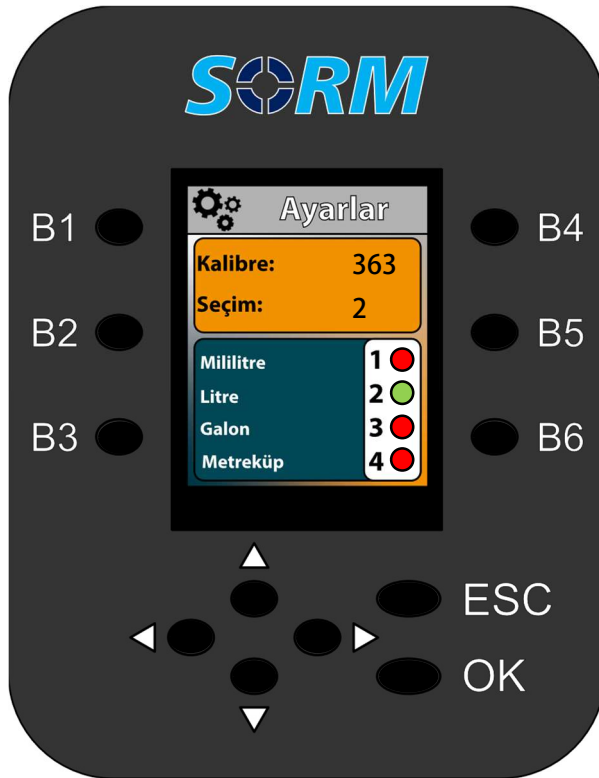 SORM
Ayarlar
B1
B4
Kalibre: 363
Seçim: 2
B2
B5
Mililitre 1
Litre 2
Galon 3
Metreküp 4
B3
B6
ESC
OK